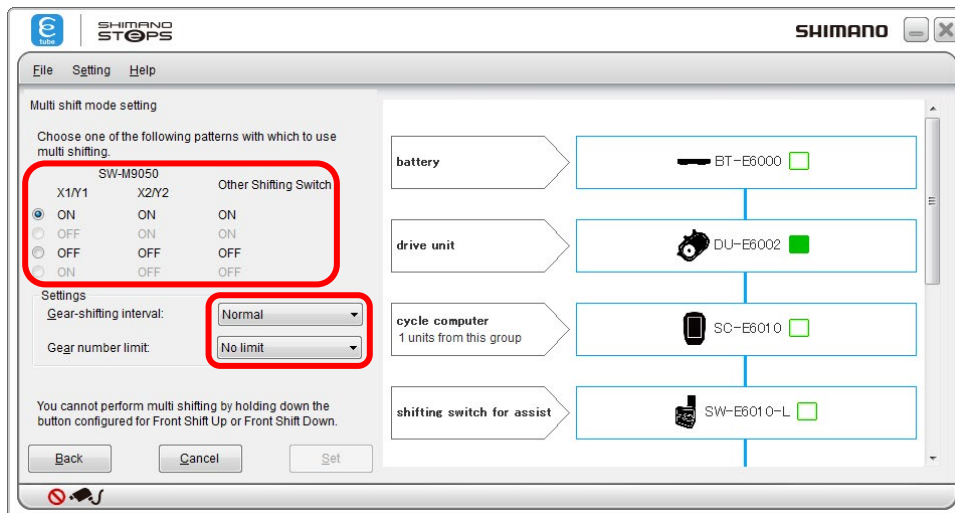 E
tube
SHIMANO
STEPS
SHIMANO
File Setting Help
Multi shift mode setting
Choose one of the following patterns with which to use
multi shifting.
SW-M9050
X1/Y1 X2/Y2 Other Shifting Switch
ON ON ON
OFF ON ON
OFF OFF OFF
ON OFF OFF
Settings
Gear-shifting interval: Normal
Gear number limit: No limit
You cannot perform multi shifting by holding down the
button configured for Front Shift Up or Front Shift Down.
Back Cancel Set
battery BT-E6000
drive unit DU-E6002
cycle computer
1 units from this group
SC-E6010
shifting switch for assist SW-E6010-L